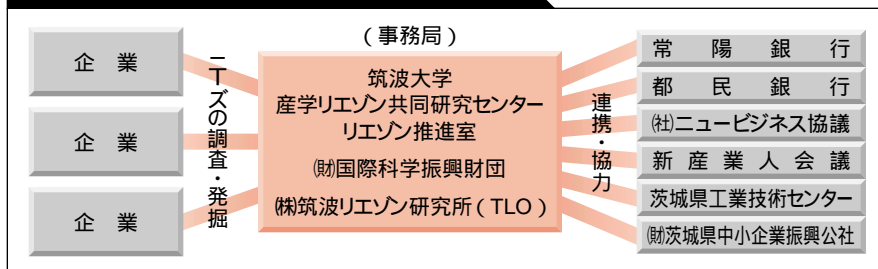 (事務局)
企業
企業
企業
ニーズの調査・発掘
筑波大学
産学リエゾン共同研究センター
リエゾン推進室
㈶国際科学振興財団
㈱筑波リエゾン研究所(TLO)
連携・協力
常陽銀行
都民銀行
㈳ニュービジネス協議
新産業人会議
茨城県工業技術センター
㈶茨城県中小企業振興公社